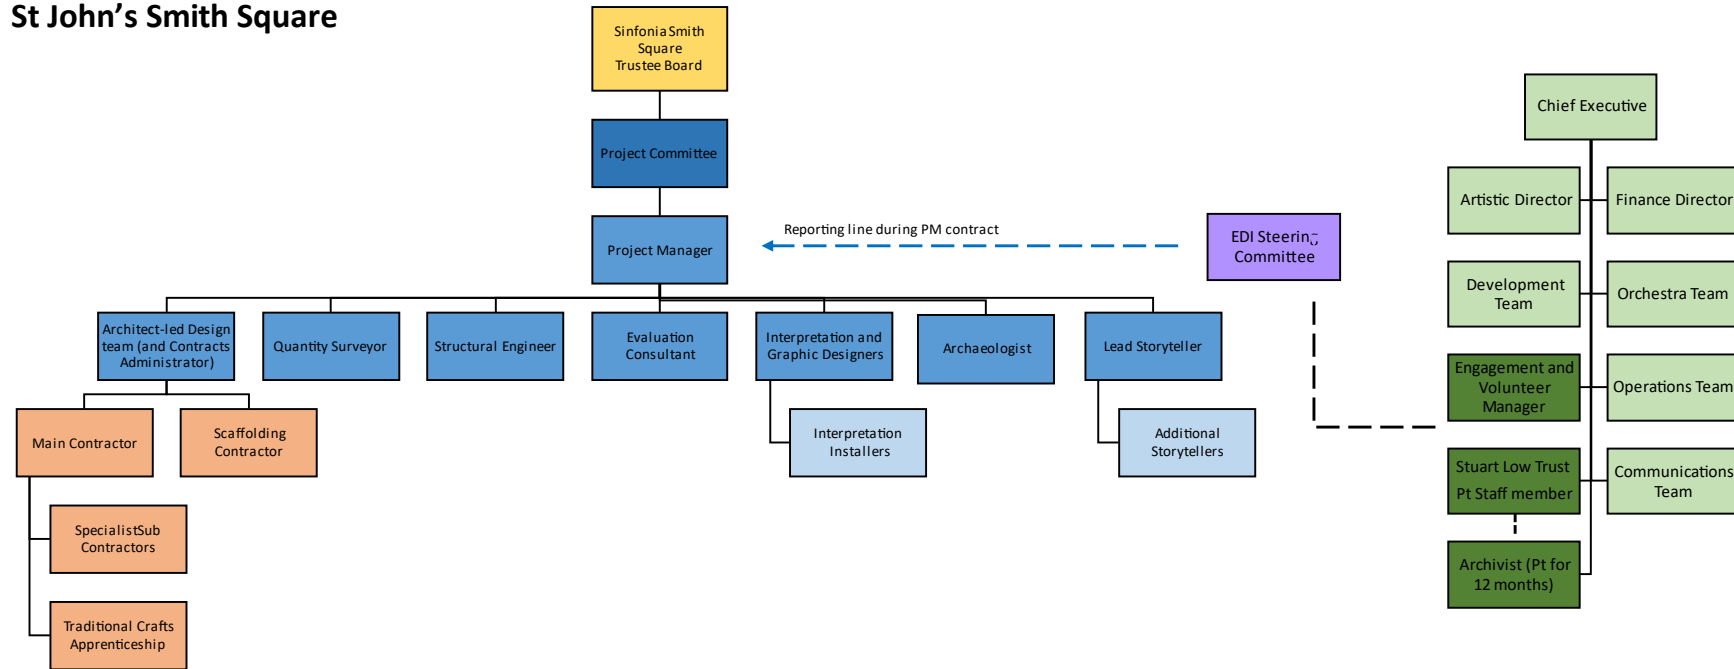 St John’s Smith Square
Sinfonia Smith
Square
Trustee Board
Project Committee
Project Manager
Reporting line during PM contract
EDI Steering
Committee
Architect-led Design
team (and Contracts
Administrator)
Quantity Surveyor
Structural Engineer
Evaluation
Consultant
Interpretation and
Graphic Designers
Archaeologist
Lead Storyteller
Main Contractor
Scaffolding
Contractor
Interpretation
Installers
Additional
Storytellers
SpecialistSub
Contractors
Traditional Crafts
Apprenticeship
Chief Executive
Artistic Director
Finance Director
Development
Team
Orchestra Team
Engagement and
Volunteer
Manager
Operations Team
Stuart Low Trust
Pt Staff member
Communications
Team
Archivist (Pt for
12 months)